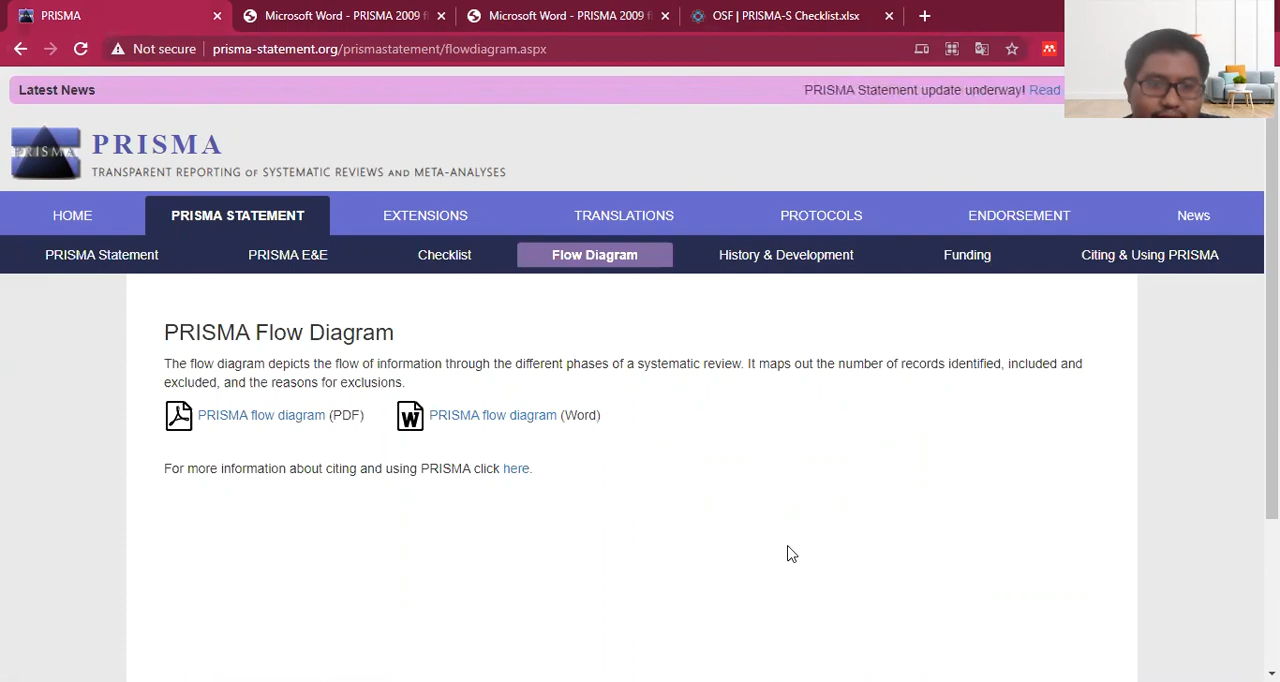 PRISMA
Microsoft Word - PRISMA 2009 f
Microsoft Word - PRISMA 2009 f
OSF | PRISMA-S Checklist.xlsx
Not secure
prisma-statement.org/prismastatement/flowdiagram.aspx
Latest News
PRISMA Statement update underway! Read
PRISMA
PRISMA
TRANSPARENT REPORTING OF SYSTEMATIC REVIEWS AND META-ANALYSES
HOME PRISMA STATEMENT EXTENSIONS TRANSLATIONS PROTOCOLS ENDORSEMENT News
PRISMA Statement PRISMA E&E Checklist Flow Diagram History & Development Funding Citing & Using PRISMA
PRISMA Flow Diagram
The flow diagram depicts the flow of information through the different phases of a systematic review. It maps out the number of records identified, included and
excluded, and the reasons for exclusions.
PRISMA flow diagram (PDF) PRISMA flow diagram (Word)
For more information about citing and using PRISMA click here.